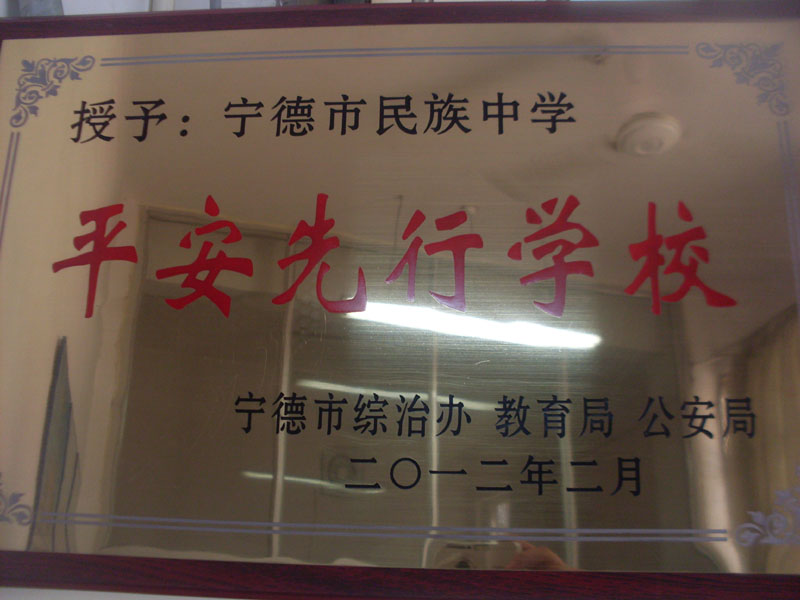 授予：宁德市民族中学
平安先行学校
宁德市综治办 教育局 公安局
二〇一二年二月